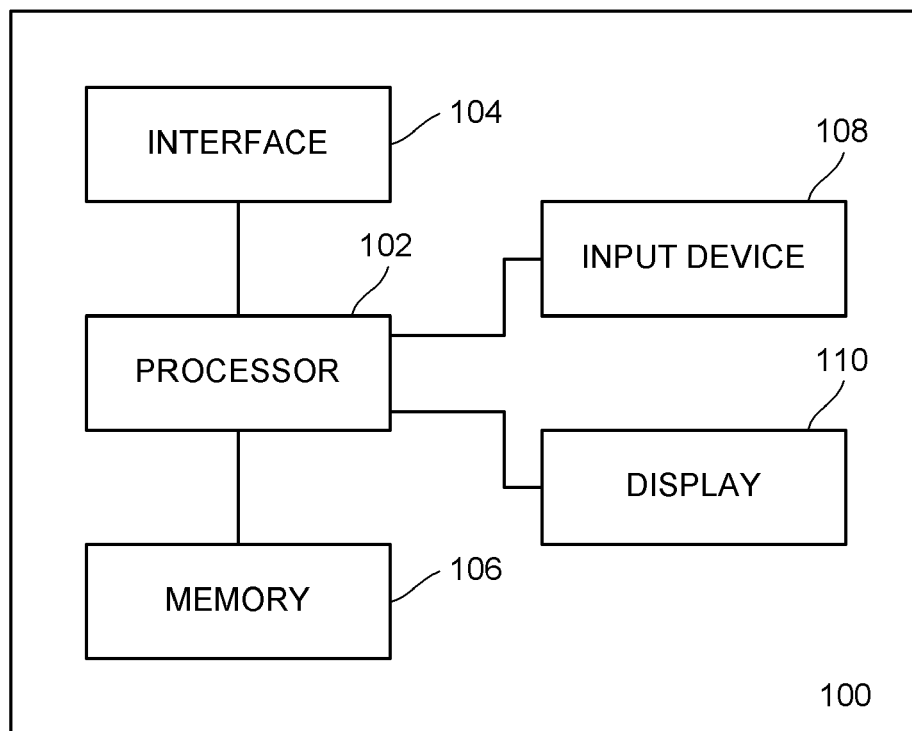 INTERFACE
104
108
INPUT DEVICE
102
PROCESSOR
110
DISPLAY
MEMORY
106
100